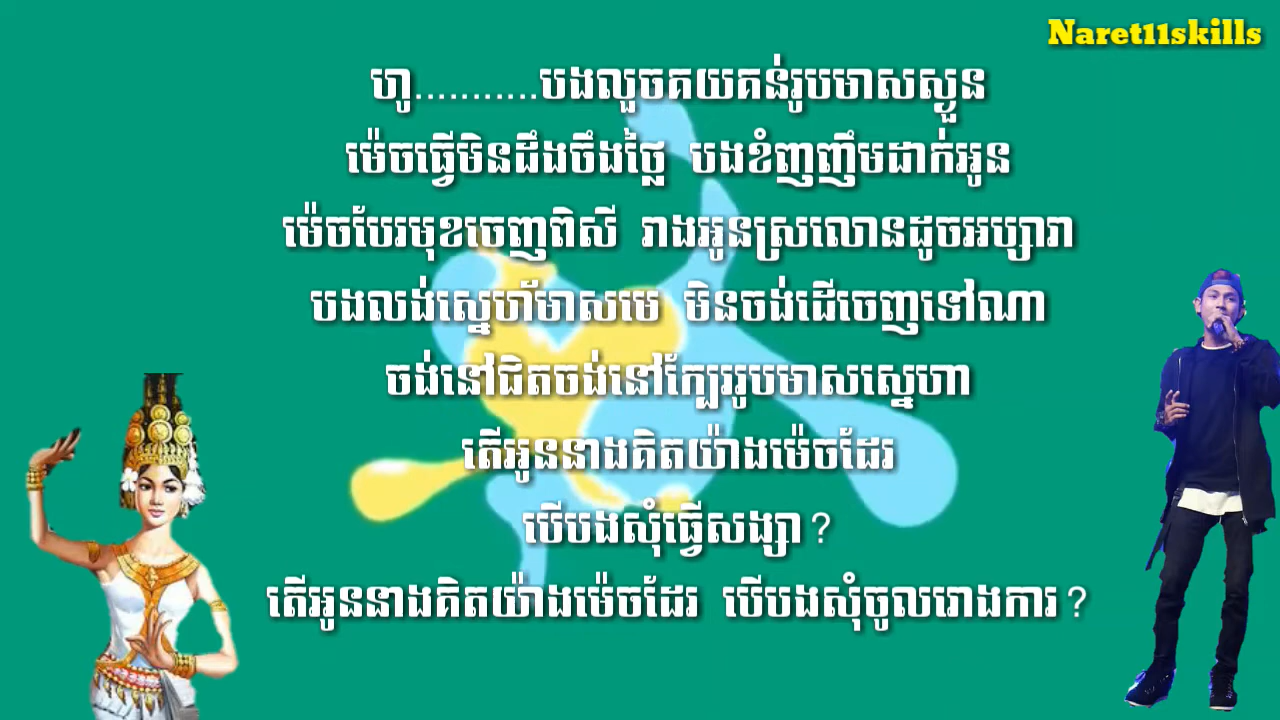 Naret11skills
ហូ...........បងលួចគយគន់រូបមាសស្ងួន
ម៉េចធ្វើមិនដឹងចឹងថ្លៃ បងខំញញឹមដាក់អូន
ម៉េចបែរមុខចេញពិសី រាងអូនស្រលោនដូចអប្សារា
បងលង់ស្នេហ៍មាសមេ មិនចង់ដើចេញទៅណា
ចង់នៅជិតចង់នៅក្បែររូបមាសស្នេហា
តើអូននាងគិតយ៉ាងម៉េចដែរ
បើបងសុំធ្វើសង្សា?
តើអូននាងគិតយ៉ាងម៉េចដែរ បើបងសុំចូលរោងការ?